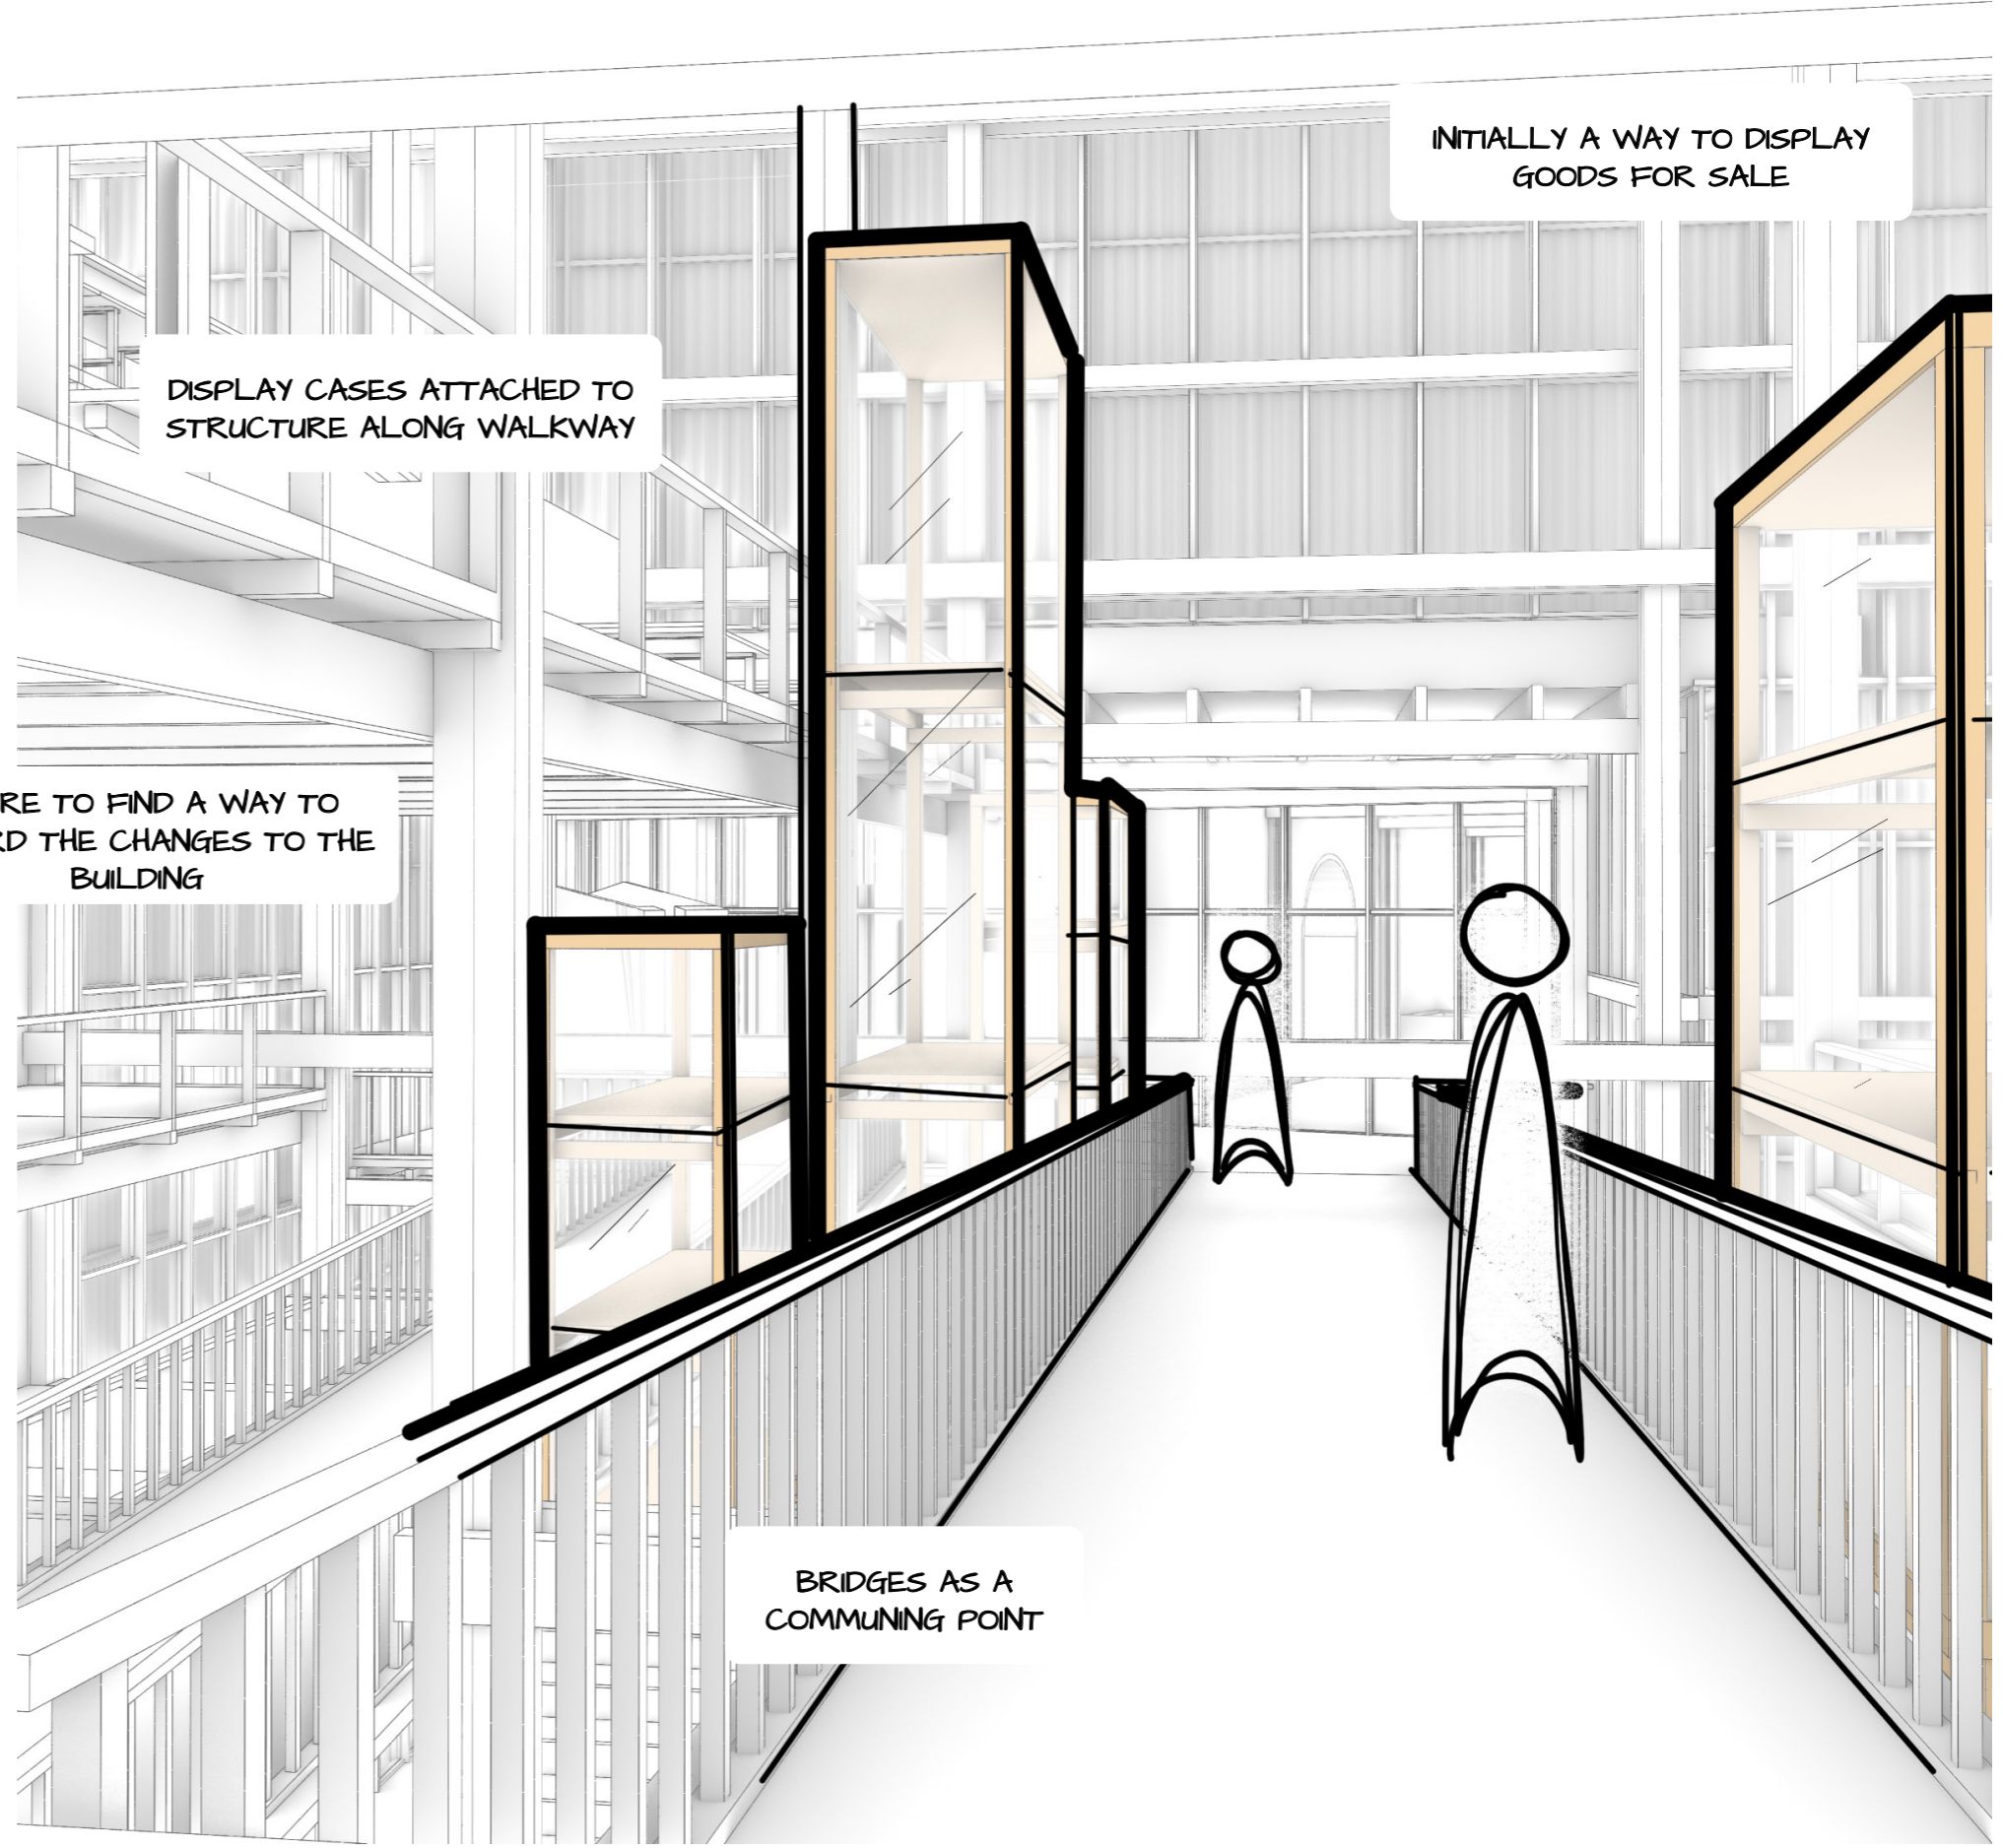 INITIALLY A WAY TO DISPLAY
GOODS FOR SALE
DISPLAY CASES ATTACHED TO
STRUCTURE ALONG WALKWAY
TO FIND A WAY TO
THE CHANGES TO THE
BUILDING
BRIDGES AS A
COMMUNING POINT